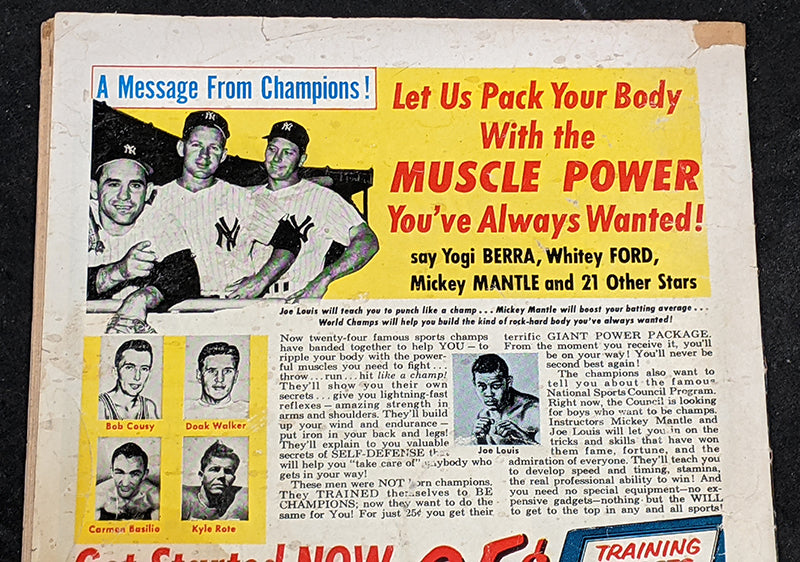 A Message From Champions!
Let Us Pack Your Body
With the
MUSCLE POWER
You've Always Wanted!
say Yogi BERRA, Whitey FORD,
Mickey MANTLE and 21 Other Stars
Joe Louis will teach you to punch like a champ... Mickey Mantle will boost your batting average...
World Champs will help you build the kind of rock-hard body you've always wanted!
Bob Cousy
Doak Walker
Carmen Basilio
Kyle Rote
Now twenty-four famous sports champs
have banded together to help YOU — to
ripple your body with the power-
ful muscles you need to fight...
throw...run...hit like a champ!
They'll show you their own
secrets...give you lightning-fast
reflexes – amazing strength in
arms and shoulders. They'll build
up your wind and endurance –
put iron in your back and legs!
They'll explain to you valuable
secrets of SELF-DEFENSE that
will help you "take care of" anybody who
gets in your way!
These men were NOT born champions.
They TRAINED themselves to BE
CHAMPIONS; now they want to do the
same for You! For just 25¢ you get their
Joe Louis
terrific GIANT POWER PACKAGE.
From the moment you receive it, you'll
be on your way! You'll never be
second best again!
The champions also want to
tell you about the famous
National Sports Council Program.
Right now, the Council is looking
for boys who want to be champs.
Instructors Mickey Mantle and
Joe Louis will let you in on the
tricks and skills that have won
them fame, fortune, and the
admiration of everyone. They'll teach you
to develop speed and timing, stamina,
the real professional ability to win! And
you need no special equipment—no ex-
pensive gadgets—nothing but the WILL
to get to the top in any and all sports!
Get Started NOW
25¢
TRAINING